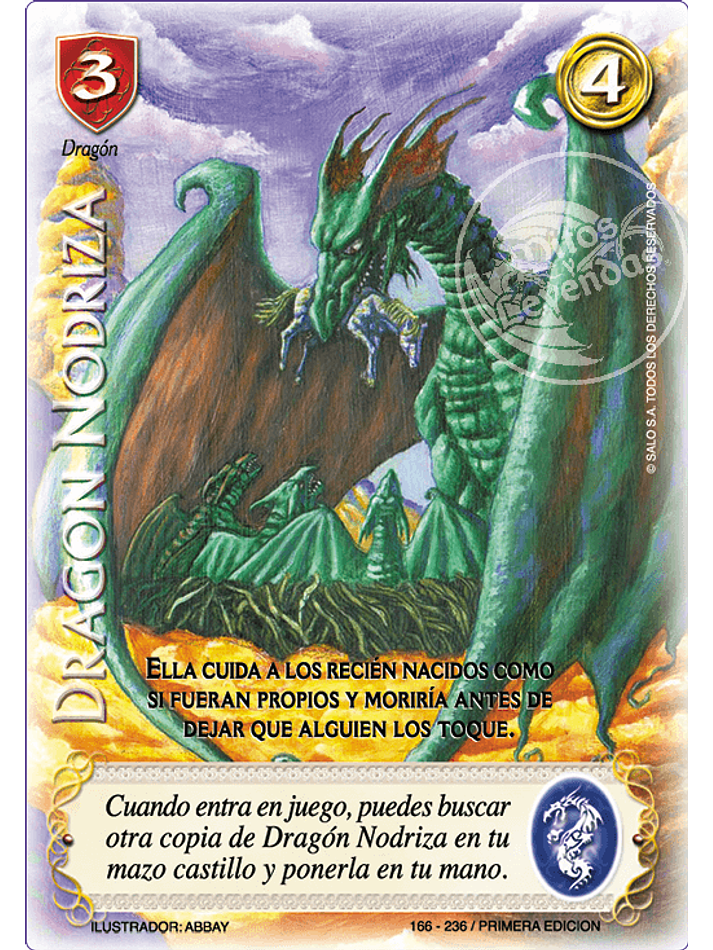 3
4
Dragón
DRAGÓN NODRIZA
mitos
y
Leyendas
© SALO S.A. TODOS LOS DERECHOS RESERVADOS
ELLA CUIDA A LOS RECIÉN NACIDOS COMO
SI FUERAN PROPIOS Y MORIRÍA ANTES DE
DEJAR QUE ALGUIEN LOS TOQUE.
Cuando entra en juego, puedes buscar
otra copia de Dragón Nodriza en tu
mazo castillo y ponerla en tu mano.
ILUSTRADOR: ABBAY
166 - 236 / PRIMERA EDICION